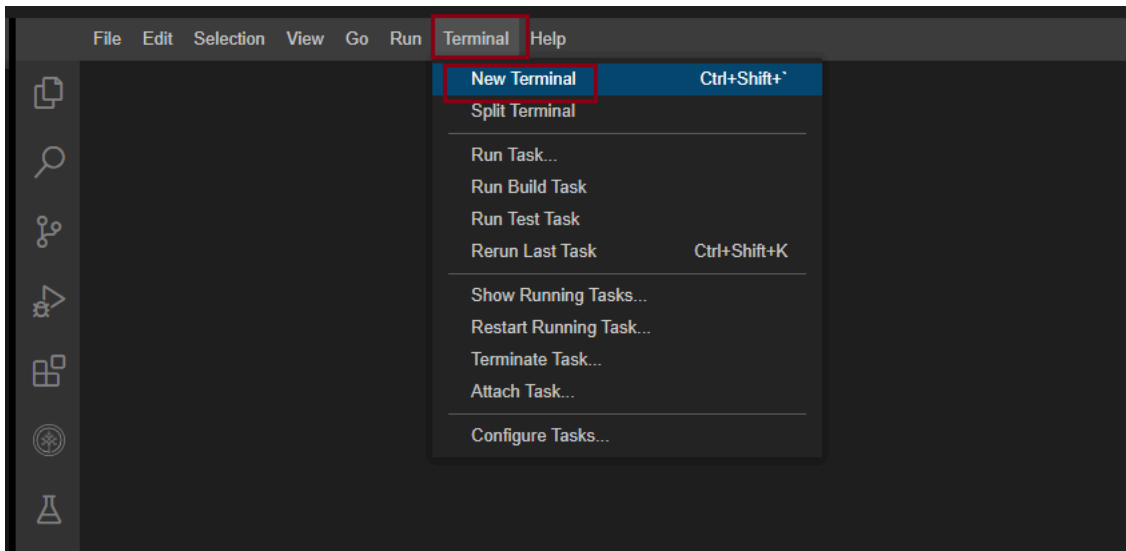 File Edit Selection View Go Run Terminal Help
New Terminal Ctrl+Shift+`
Split Terminal
Run Task...
Run Build Task
Run Test Task
Rerun Last Task Ctrl+Shift+K
Show Running Tasks...
Restart Running Task...
Terminate Task...
Attach Task...
Configure Tasks...